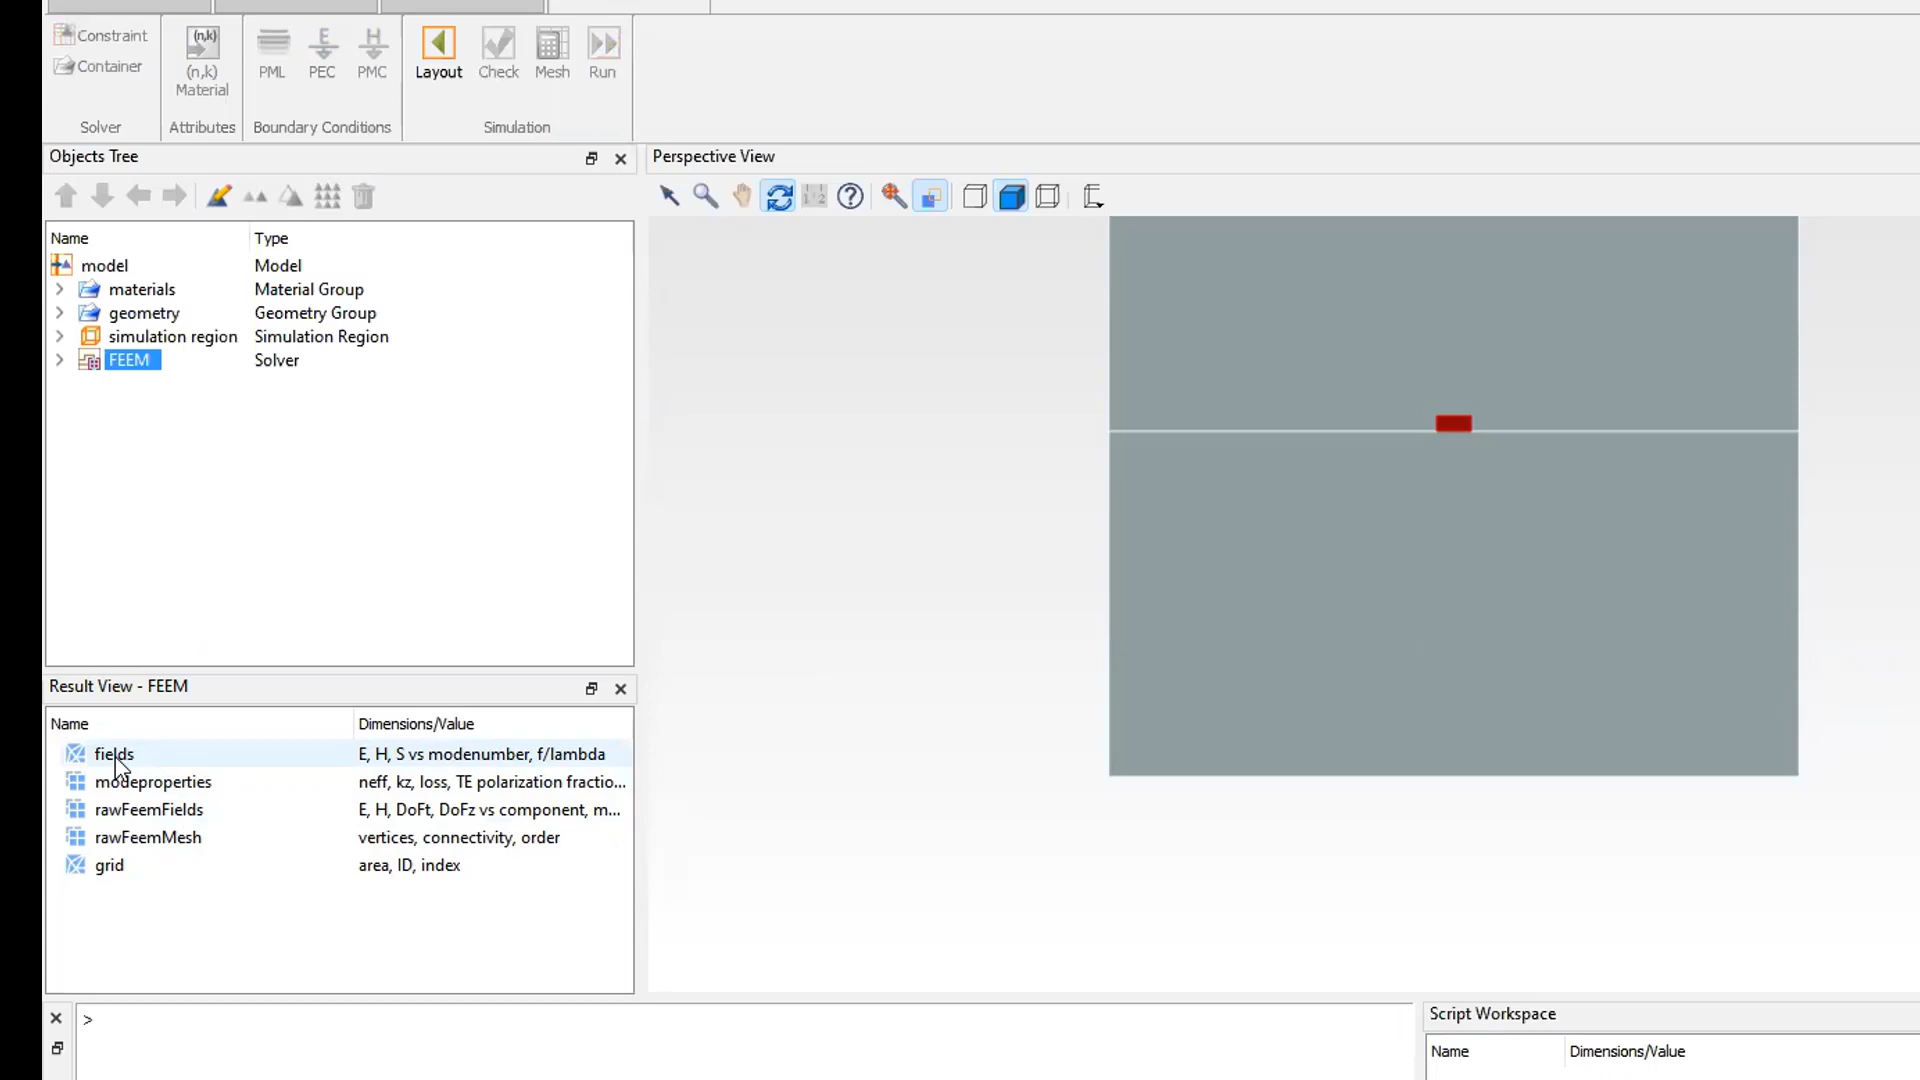 Constraint
Container
(n,k)
(n,k)
Material
E
H
PML
PEC
PMC
Layout
Check
Mesh
Run
Solver
Attributes
Boundary Conditions
Simulation
Objects Tree
Perspective View
Name Type
model Model
materials Material Group
geometry Geometry Group
simulation region Simulation Region
FEEM Solver
Result View - FEEM
Name Dimensions/Value
fields E, H, S vs modenumber, f/lambda
modeproperties neff, kz, loss, TE polarization fractio...
rawFeemFields E, H, DoFt, DoFz vs component, m...
rawFeemMesh vertices, connectivity, order
grid area, ID, index
>
Script Workspace
Name Dimensions/Value